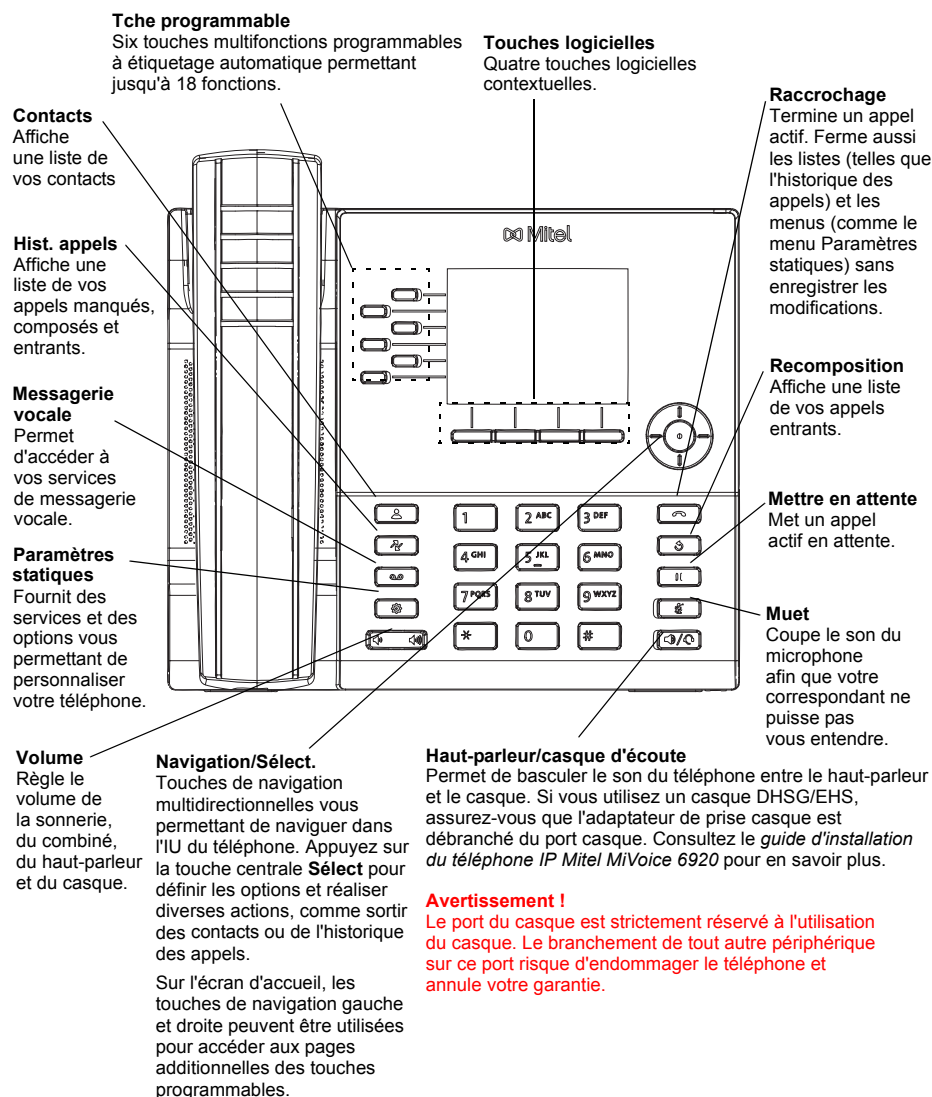 Tche programmable
Six touches multifonctions programmables
à étiquetage automatique permettant
jusqu'à 18 fonctions.
Touches logicielles
Quatre touches logicielles
contextuelles.
Contacts
Affiche
une liste de
vos contacts
Hist. appels
Affiche une
liste de vos
appels manqués,
composés et
entrants.
Messagerie
vocale
Permet
d'accéder à
vos services
de messagerie
vocale.
Paramètres
statiques
Fournit des
services et des
options vous
permettant de
personnaliser
votre téléphone.
Volume
Règle le
volume de
la sonnerie,
du combiné,
du haut-parleur
et du casque.
Mitel
1
2 ABC
3 DEF
4 GHI
5 JKL
6 MNO
7 PQRS
8 TUV
9 WXYZ
*
0
#
Raccrochage
Termine un appel
actif. Ferme aussi
les listes (telles que
l'historique des
appels) et les
menus (comme le
menu Paramètres
statiques) sans
enregistrer les
modifications.
Recomposition
Affiche une liste
de vos appels
entrants.
Mettre en attente
Met un appel
actif en attente.
Muet
Coupe le son du
microphone
afin que votre
correspondant ne
puisse pas
vous entendre.
Navigation/Sélect.
Touches de navigation
multidirectionnelles vous
permettant de naviguer dans
l'IU du téléphone. Appuyez sur
la touche centrale Sélect pour
définir les options et réaliser
diverses actions, comme sortir
des contacts ou de l'historique
des appels.
Sur l'écran d'accueil, les
touches de navigation gauche
et droite peuvent être utilisées
pour accéder aux pages
additionnelles des touches
programmables.
Haut-parleur/casque d'écoute
Permet de basculer le son du téléphone entre le haut-parleur
et le casque. Si vous utilisez un casque DHSG/EHS,
assurez-vous que l'adaptateur de prise casque est
débranché du port casque. Consultez le guide d'installation
du téléphone IP Mitel MiVoice 6920 pour en savoir plus.
Avertissement !
Le port du casque est strictement réservé à l'utilisation
du casque. Le branchement de tout autre périphérique
sur ce port risque d'endommager le téléphone et
annule votre garantie.